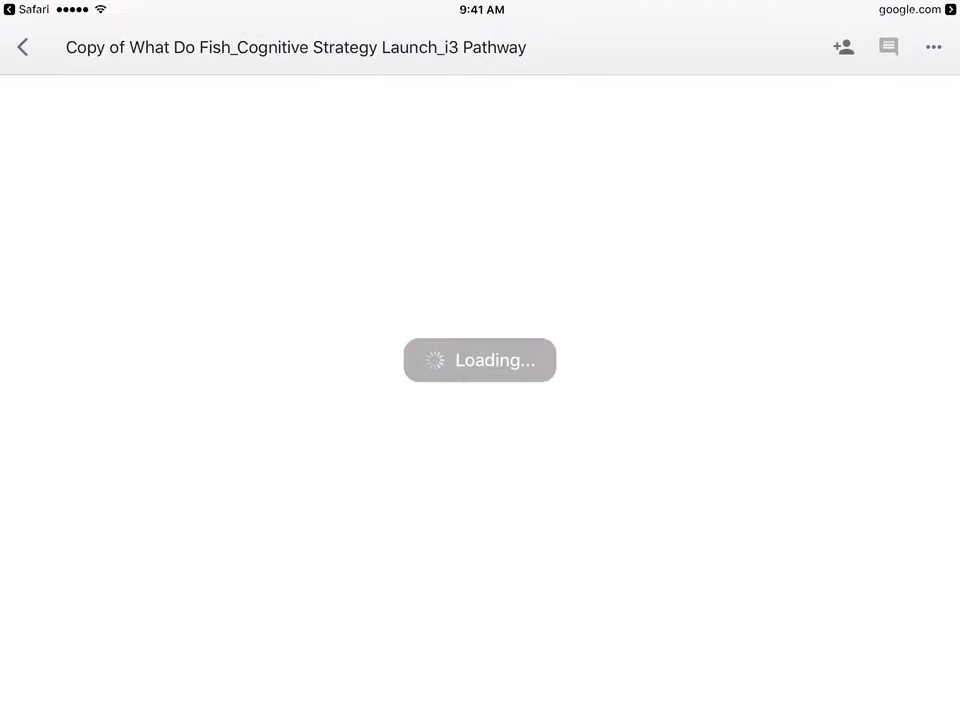 Safari 9:41 AM google.com
Copy of What Do Fish_Cognitive Strategy Launch_i3 Pathway
Loading...